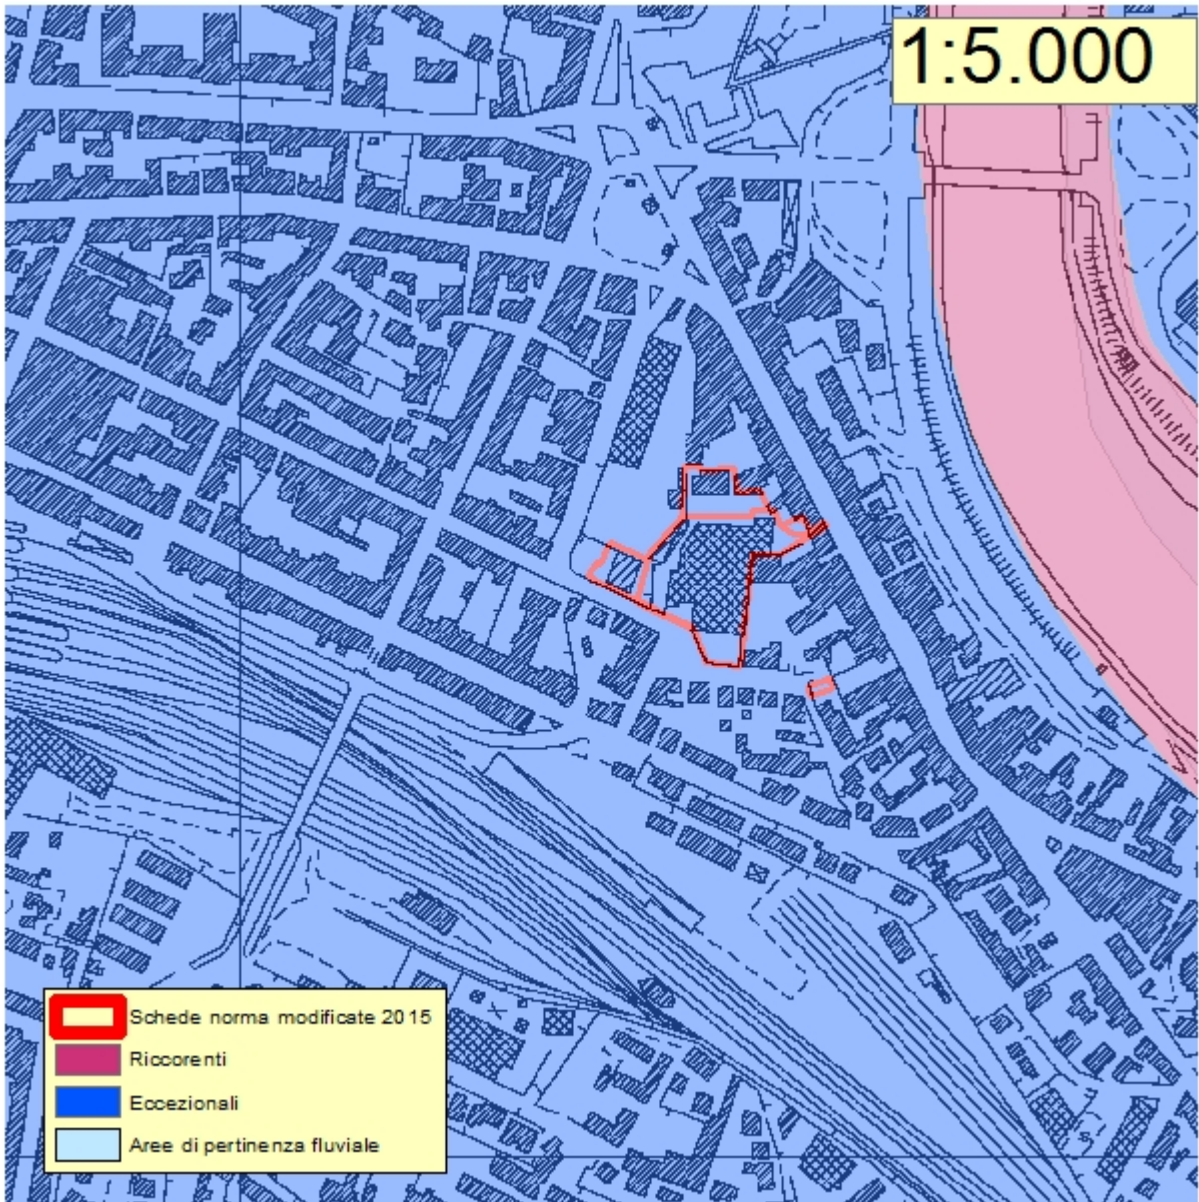 1:5.000
Schede norma modificate 2015
Riccorenti
Eccezionali
Aree di pertinenza fluviale